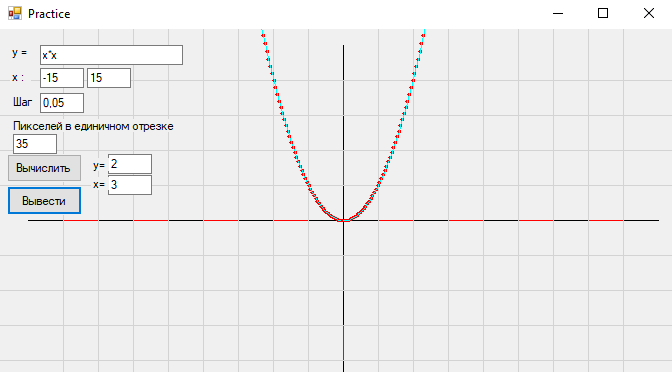 Practice
y = x*x
x : -15 15
Шаг 0,05
Пикселей в единичном отрезке
35
Вычислить y= 2
x= 3
Вывести